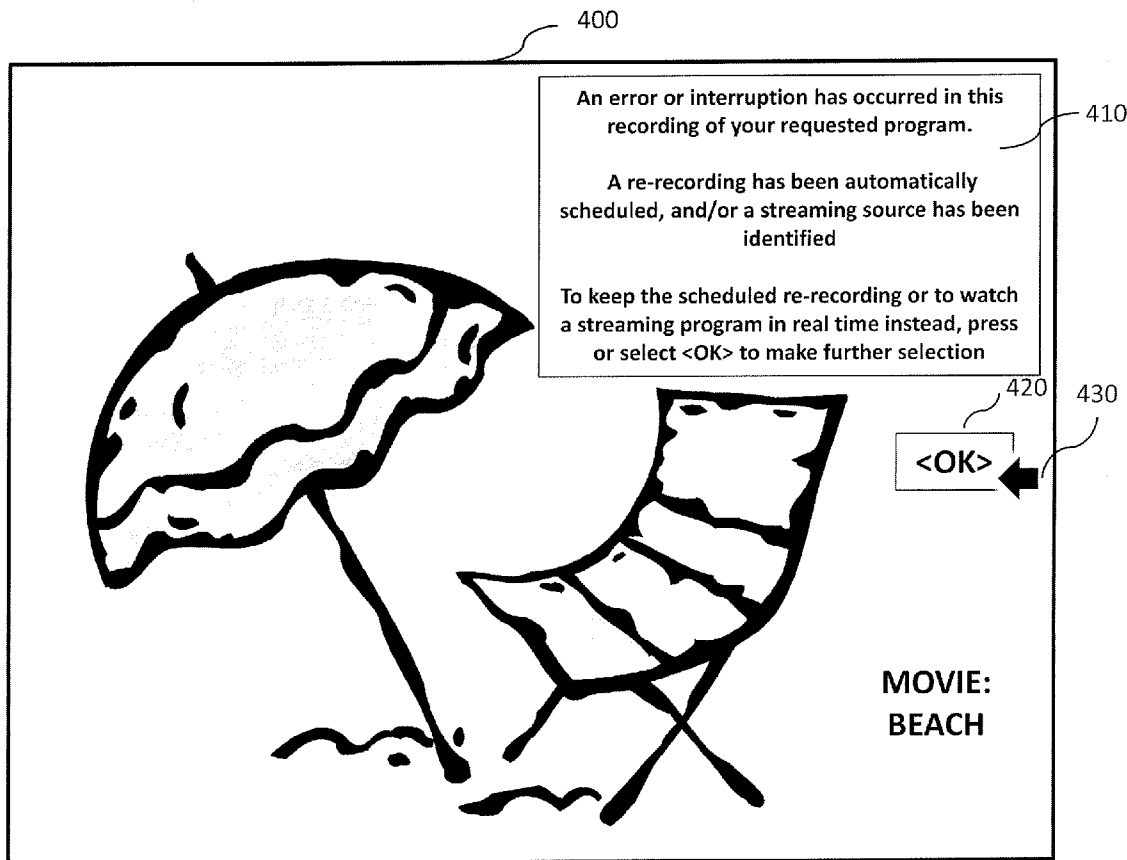 400
An error or interruption has occurred in this
recording of your requested program.
410
A re-recording has been automatically
scheduled, and/or a streaming source has been
identified
To keep the scheduled re-recording or to watch
a streaming program in real time instead, press
or select <OK> to make further selection
420
430
<OK>
MOVIE:
BEACH